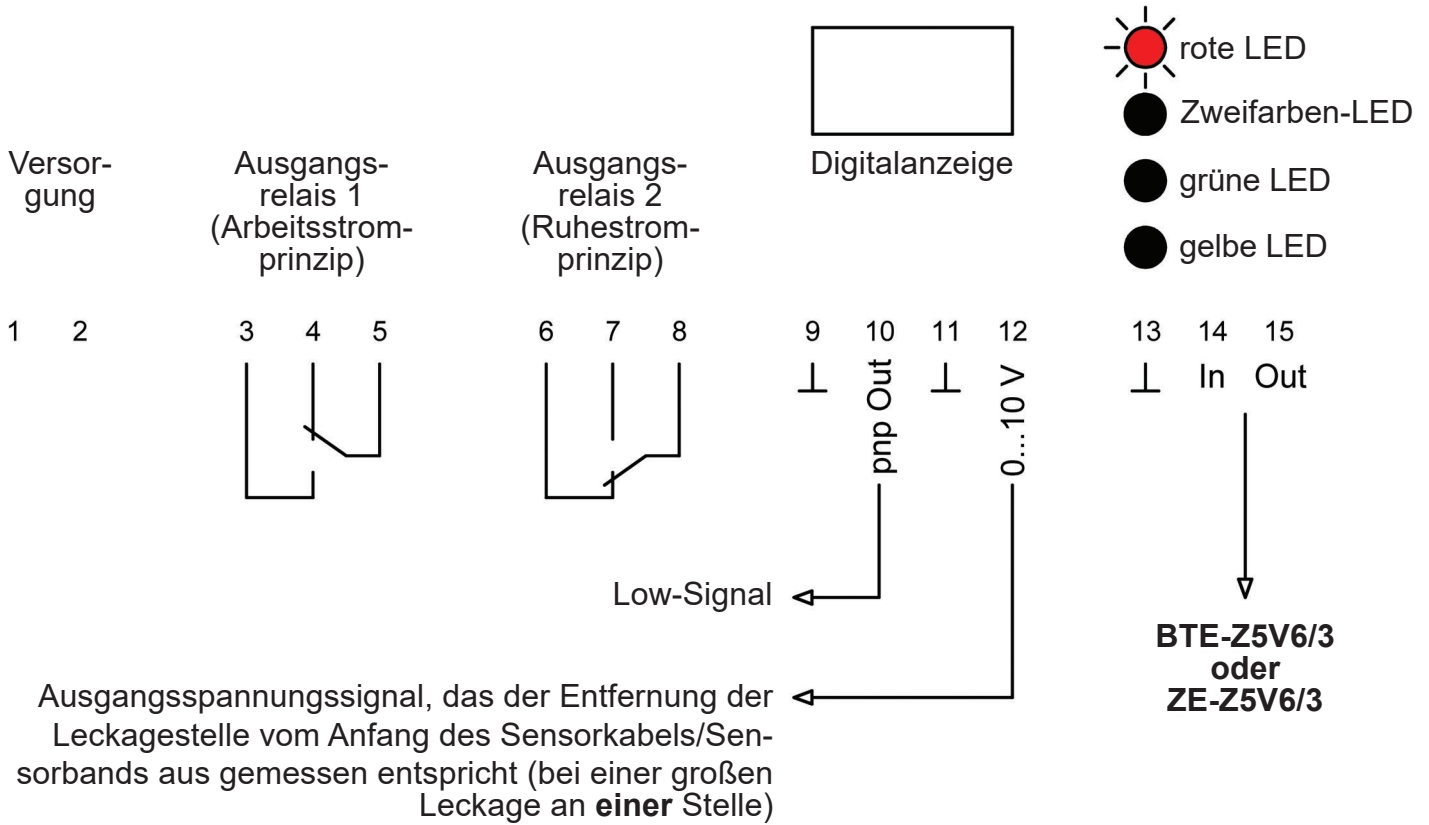 rote LED
Zweifarben-LED
grüne LED
gelbe LED
Versor-
gung
Ausgangs-
relais 1
(Arbeitsstrom-
prinzip)
Ausgangs-
relais 2
(Ruhestrom-
prinzip)
Digitalanzeige
1 2 3 4 5 6 7 8 9 10 11 12 13 14 15
pnp Out
0...10 V
In Out
Low-Signal
BTE-Z5V6/3
oder
ZE-Z5V6/3
Ausgangsspannungssignal, das der Entfernung der
Leckagestelle vom Anfang des Sensorkabels/Sen-
sorbands aus gemessen entspricht (bei einer großen
Leckage an einer Stelle)